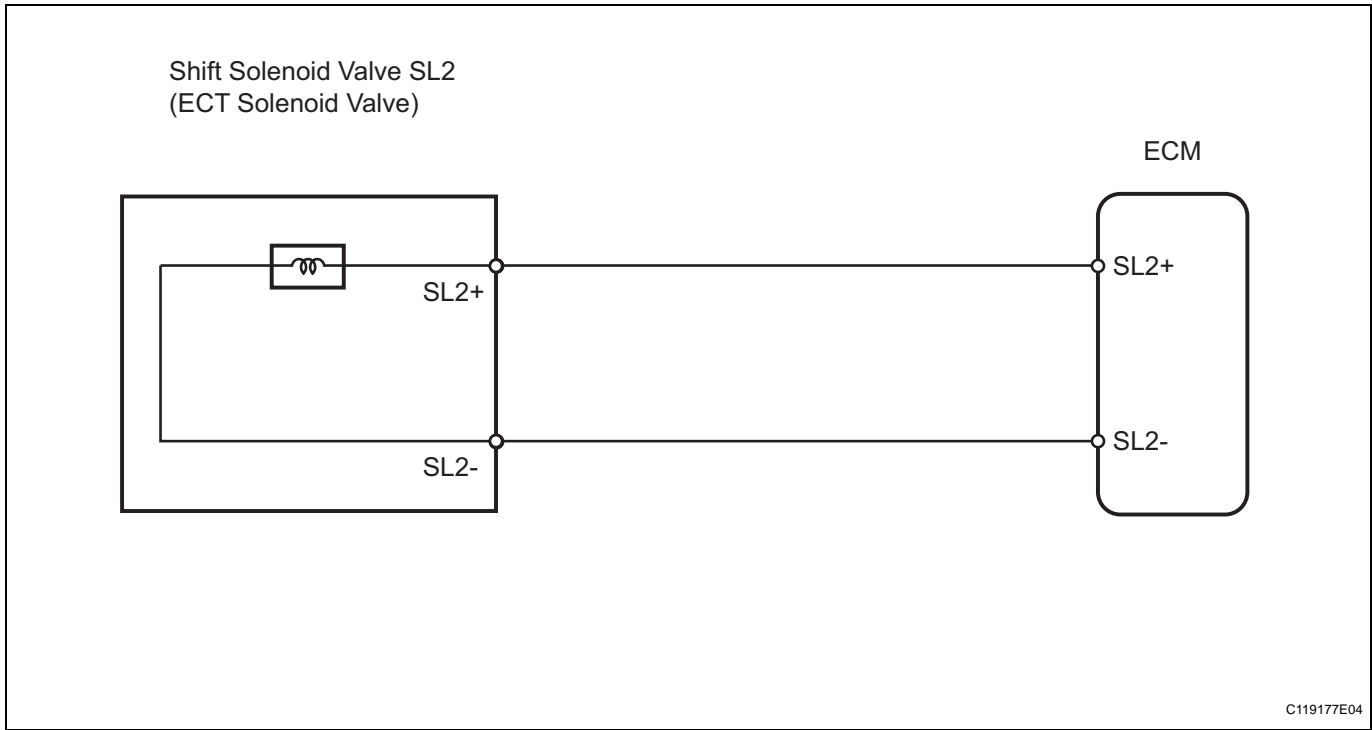 Shift Solenoid Valve SL2
(ECT Solenoid Valve)
ECM
SL2+
SL2+
SL2-
SL2-
C119177E04